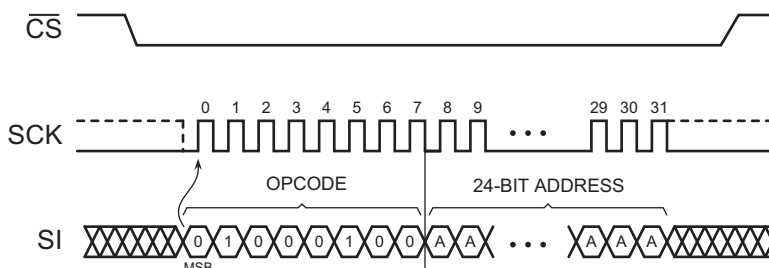 CS
0 1 2 3 4 5 6 7 8 9 29 30 31
SCK
OPCODE 24-BIT ADDRESS
SI 0 1 0 0 0 1 0 0 A A A A A
MSB